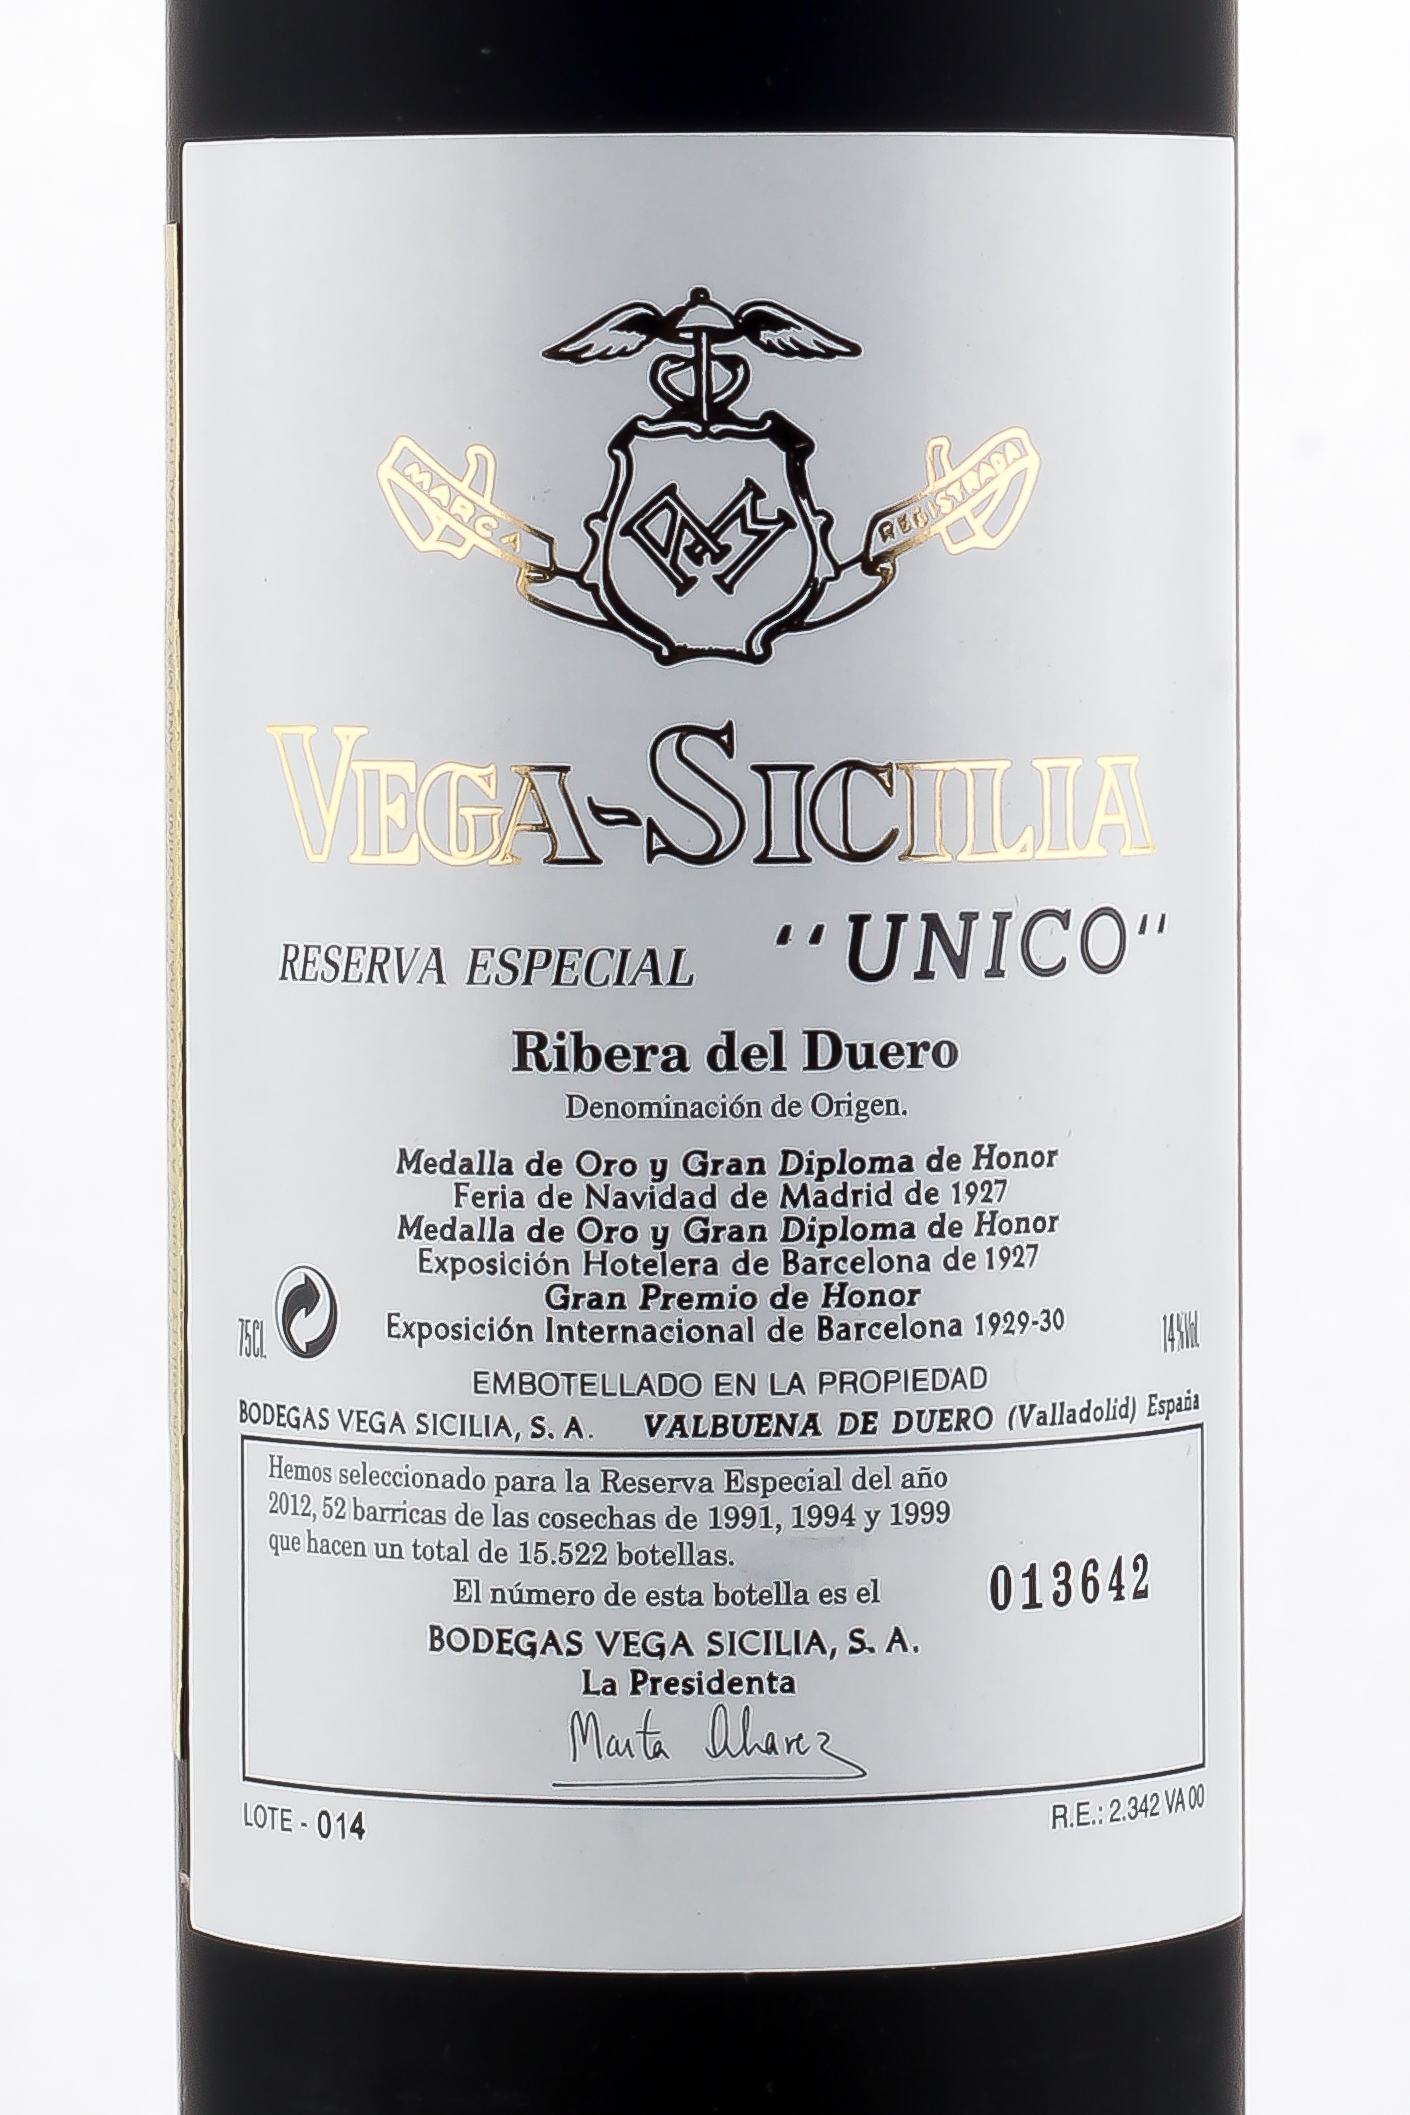 MARCA REGISTRADA
VEGA-SICILIA
RESERVA ESPECIAL "UNICO"
Ribera del Duero
Denominación de Origen.
Medalla de Oro y Gran Diploma de Honor
Feria de Navidad de Madrid de 1927
Medalla de Oro y Gran Diploma de Honor
Exposición Hotelera de Barcelona de 1927
Gran Premio de Honor
Exposición Internacional de Barcelona 1929-30
75CL. 14%Vol.
EMBOTELLADO EN LA PROPIEDAD
BODEGAS VEGA SICILIA, S. A. VALBUENA DE DUERO (Valladolid) España
Hemos seleccionado para la Reserva Especial del año
2012, 52 barricas de las cosechas de 1991, 1994 y 1999
que hacen un total de 15.522 botellas.
El número de esta botella es el 013642
BODEGAS VEGA SICILIA, S. A.
La Presidenta
Marta Alvarez
LOTE - 014 R.E.: 2.342 VA 00